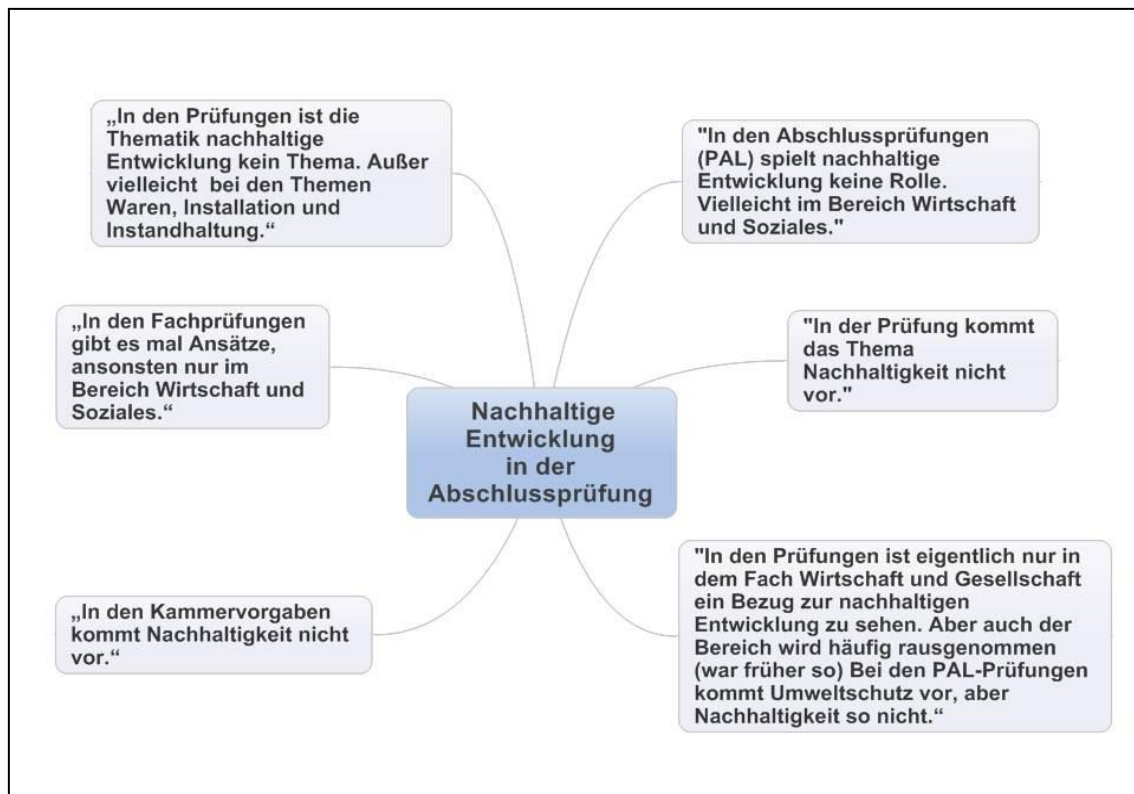 „In den Prüfungen ist die
Thematik nachhaltige
Entwicklung kein Thema. Außer
vielleicht  bei den Themen
Waren, Installation und
Instandhaltung.“
"In den Abschlussprüfungen
(PAL) spielt nachhaltige
Entwicklung keine Rolle.
Vielleicht im Bereich Wirtschaft
und Soziales."
„In den Fachprüfungen
gibt es mal Ansätze,
ansonsten nur im
Bereich Wirtschaft und
Soziales.“
"In der Prüfung kommt
das Thema
Nachhaltigkeit nicht
vor."
Nachhaltige
Entwicklung
in der
Abschlussprüfung
„In den Kammervorgaben
kommt Nachhaltigkeit nicht
vor.“
"In den Prüfungen ist eigentlich nur in
dem Fach Wirtschaft und Gesellschaft
ein Bezug zur nachhaltigen
Entwicklung zu sehen. Aber auch der
Bereich wird häufig rausgenommen
(war früher so) Bei den PAL-Prüfungen
kommt Umweltschutz vor, aber
Nachhaltigkeit so nicht.“